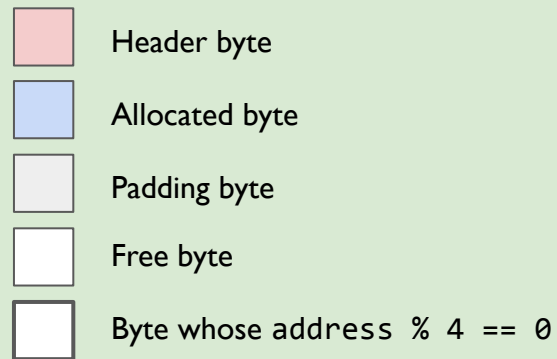 Header byte
Allocated byte
Padding byte
Free byte
Byte whose address % 4 == 0